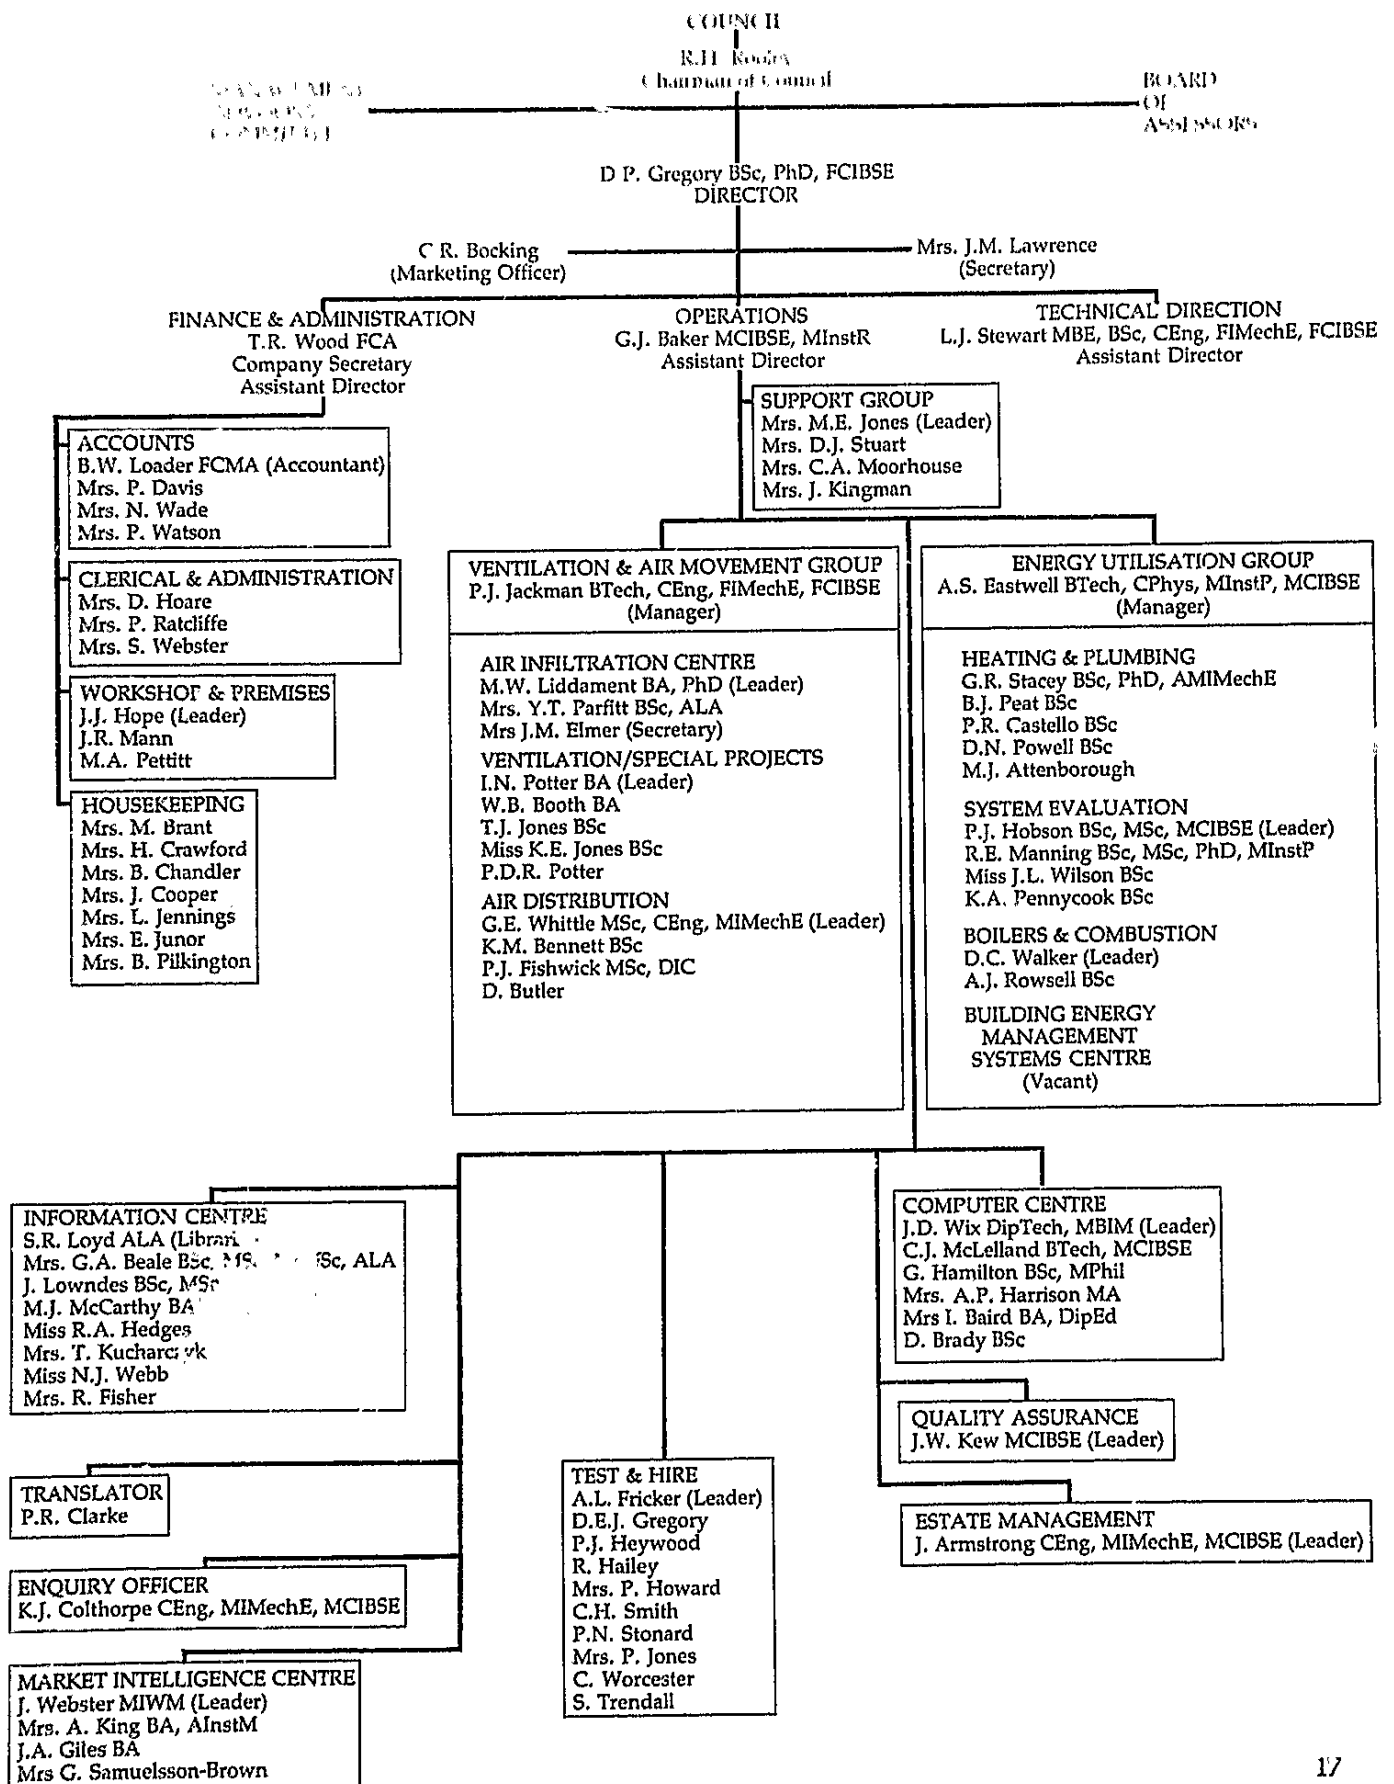 COUNCIL
R.H.
Chairman of Council
COMMITTEE
BOARD
OF
ASSESSORS
D P. Gregory BSc, PhD, FCIBSE
DIRECTOR
C R. Bocking
(Marketing Officer)
Mrs. J.M. Lawrence
(Secretary)
FINANCE & ADMINISTRATION
T.R. Wood FCA
Company Secretary
Assistant Director
OPERATIONS
G.J. Baker MCIBSE, MInstR
Assistant Director
TECHNICAL DIRECTION
L.J. Stewart MBE, BSc, CEng, FIMechE, FCIBSE
Assistant Director
SUPPORT GROUP
Mrs. M.E. Jones (Leader)
Mrs. D.J. Stuart
Mrs. C.A. Moorhouse
Mrs. J. Kingman
ACCOUNTS
B.W. Loader FCMA (Accountant)
Mrs. P. Davis
Mrs. N. Wade
Mrs. P. Watson
CLERICAL & ADMINISTRATION
Mrs. D. Hoare
Mrs. P. Ratcliffe
Mrs. S. Webster
WORKSHOP & PREMISES
J.J. Hope (Leader)
J.R. Mann
M.A. Pettitt
HOUSEKEEPING
Mrs. M. Brant
Mrs. H. Crawford
Mrs. B. Chandler
Mrs. J. Cooper
Mrs. L. Jennings
Mrs. E. Junor
Mrs. B. Pilkington
VENTILATION & AIR MOVEMENT GROUP
P.J. Jackman BTech, CEng, FIMechE, FCIBSE
(Manager)
AIR INFILTRATION CENTRE
M.W. Liddament BA, PhD (Leader)
Mrs. Y.T. Parfitt BSc, ALA
Mrs J.M. Elmer (Secretary)
VENTILATION/SPECIAL PROJECTS
I.N. Potter BA (Leader)
W.B. Booth BA
T.J. Jones BSc
Miss K.E. Jones BSc
P.D.R. Potter
AIR DISTRIBUTION
G.E. Whittle MSc, CEng, MIMechE (Leader)
K.M. Bennett BSc
P.J. Fishwick MSc, DIC
D. Butler
ENERGY UTILISATION GROUP
A.S. Eastwell BTech, CPhys, MInstP, MCIBSE
(Manager)
HEATING & PLUMBING
G.R. Stacey BSc, PhD, AMIMechE
B.J. Peat BSc
P.R. Castello BSc
D.N. Powell BSc
M.J. Attenborough
SYSTEM EVALUATION
P.J. Hobson BSc, MSc, MCIBSE (Leader)
R.E. Manning BSc, MSc, PhD, MInstP
Miss J.L. Wilson BSc
K.A. Pennycook BSc
BOILERS & COMBUSTION
D.C. Walker (Leader)
A.J. Rowsell BSc
BUILDING ENERGY
MANAGEMENT
SYSTEMS CENTRE
(Vacant)
INFORMATION CENTRE
S.R. Loyd ALA
Mrs. G.A. Beale BSc, ALA
J. Lowndes BSc, MSc
M.J. McCarthy BA
Miss R.A. Hedges
Mrs. T. Kucharczyk
Miss N.J. Webb
Mrs. R. Fisher
TRANSLATOR
P.R. Clarke
ENQUIRY OFFICER
K.J. Colthorpe CEng, MIMechE, MCIBSE
MARKET INTELLIGENCE CENTRE
J. Webster MIWM (Leader)
Mrs. A. King BA, AInstM
J.A. Giles BA
Mrs G. Samuelsson-Brown
TEST & HIRE
A.L. Fricker (Leader)
D.E.J. Gregory
P.J. Heywood
R. Hailey
Mrs. P. Howard
C.H. Smith
P.N. Stonard
Mrs. P. Jones
C. Worcester
S. Trendall
COMPUTER CENTRE
J.D. Wix DipTech, MBIM (Leader)
C.J. McLelland BTech, MCIBSE
G. Hamilton BSc, MPhil
Mrs. A.P. Harrison MA
Mrs I. Baird BA, DipEd
D. Brady BSc
QUALITY ASSURANCE
J.W. Kew MCIBSE (Leader)
ESTATE MANAGEMENT
J. Armstrong CEng, MIMechE, MCIBSE (Leader)
17